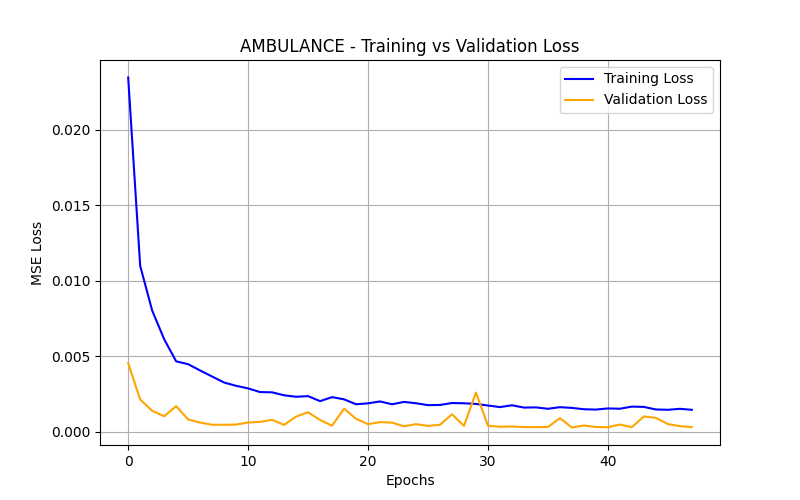 AMBULANCE - Training vs Validation Loss
Training Loss
Validation Loss
0.020
0.015
0.010
0.005
0.000
MSE Loss
0 10 20 30 40
Epochs